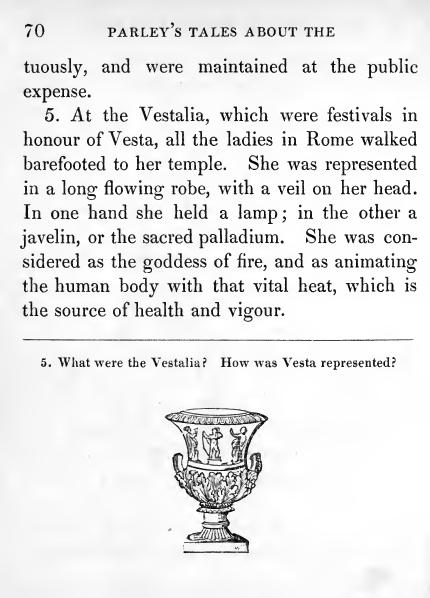 70 PARLEY'S TALES ABOUT THE
tuously, and were maintained at the public
expense.
5. At the Vestalia, which were festivals in
honour of Vesta, all the ladies in Rome walked
barefooted to her temple. She was represented
in a long flowing robe, with a veil on her head.
In one hand she held a lamp; in the other a
javelin, or the sacred palladium. She was con-
sidered as the goddess of fire, and as animating
the human body with that vital heat, which is
the source of health and vigour.
5. What were the Vestalia? How was Vesta represented?